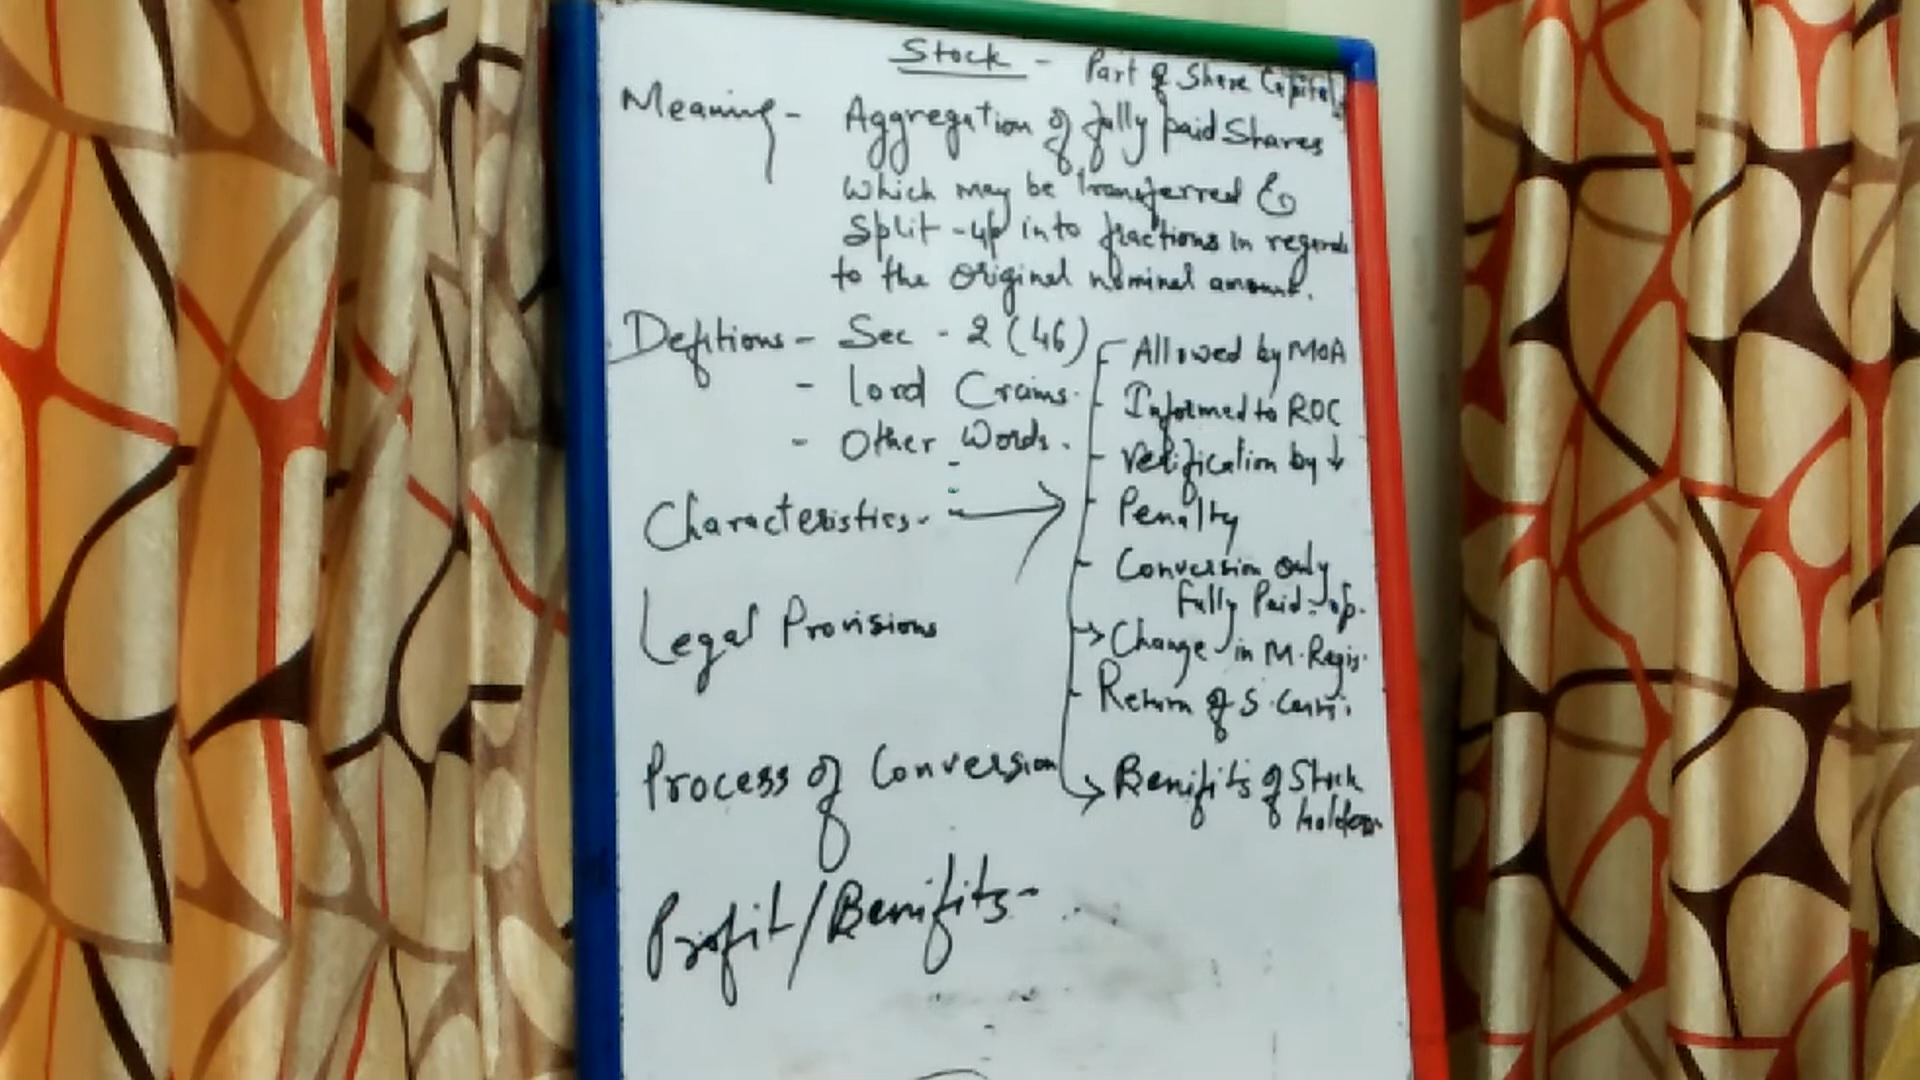 Stock - Part of Share Capital.
Meaning - Aggregation of fully paid Shares
which may be transferred &
Split-up into fractions in regards
to the Original nominal amount.
Defitions - Sec - 2 (46)
- Lord Crains.
- Other Words.
Characteristics. - →
Legal Provisions
Process of Conversion
Profit/Benifits -
- Allowed by MOA
- Informed to ROC
- Verification by ↓
- Penalty
- Conversion only
Fully Paid-up.
→ Change in M. Regis.
- Return of S. Certi.
→ Benifits of Stock
holders